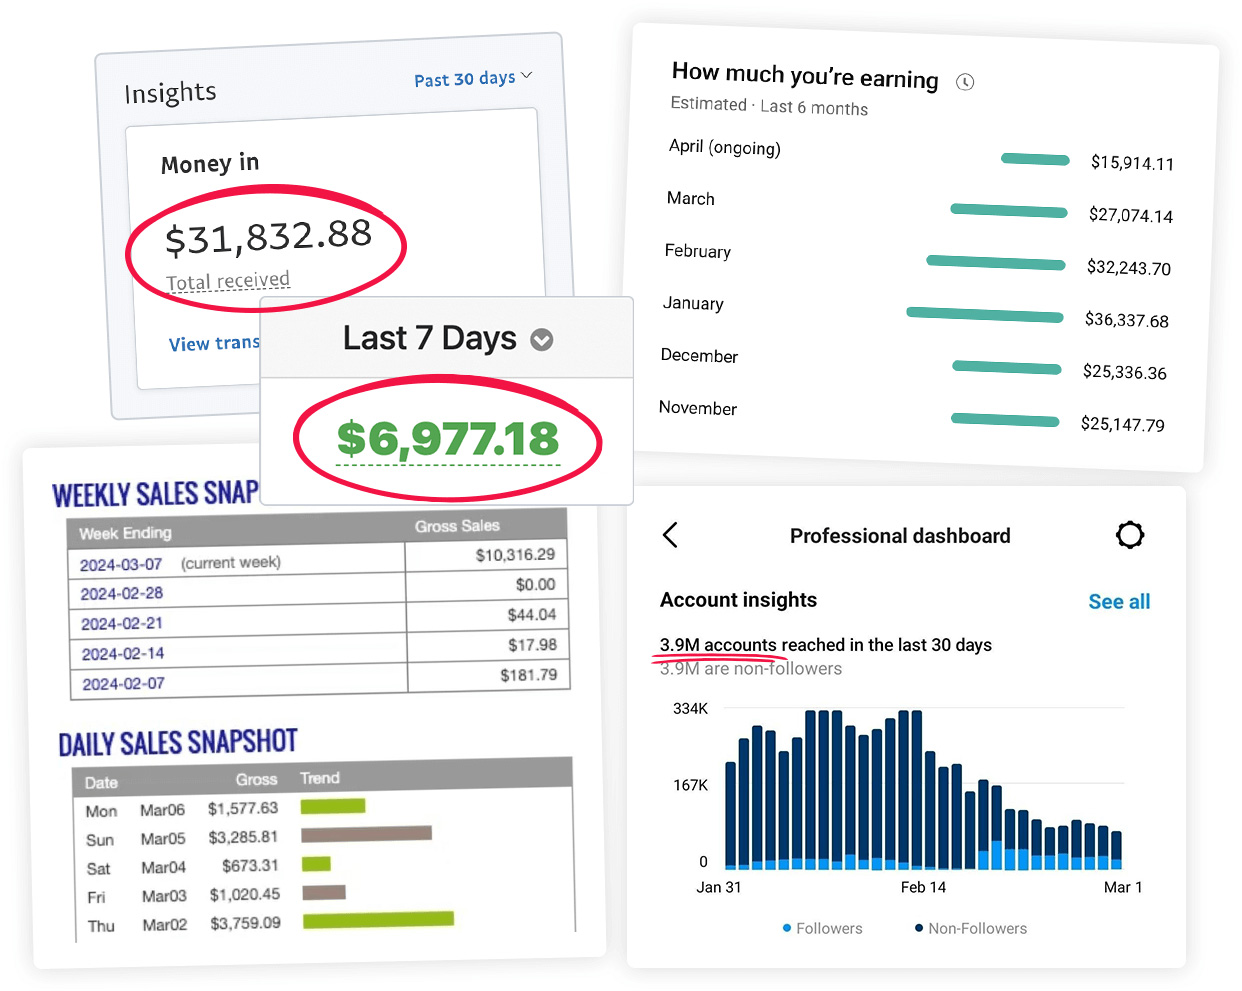 Insights
Past 30 days
Money in
$31,832.88
Total received
View trans
Last 7 Days
$6,977.18
How much you’re earning
Estimated · Last 6 months
April (ongoing) $15,914.11
March $27,074.14
February $32,243.70
January $36,337.68
December $25,336.36
November $25,147.79
WEEKLY SALES SNAP
Week Ending Gross Sales
2024-03-07 (current week) $10,316.29
2024-02-28 $0.00
2024-02-21 $44.04
2024-02-14 $17.98
2024-02-07 $181.79
DAILY SALES SNAPSHOT
Date Gross Trend
Mon Mar06 $1,577.63
Sun Mar05 $3,285.81
Sat Mar04 $673.31
Fri Mar03 $1,020.45
Thu Mar02 $3,759.09
Professional dashboard
Account insights See all
3.9M accounts reached in the last 30 days
3.9M are non-followers
334K
167K
0
Jan 31 Feb 14 Mar 1
Followers Non-Followers